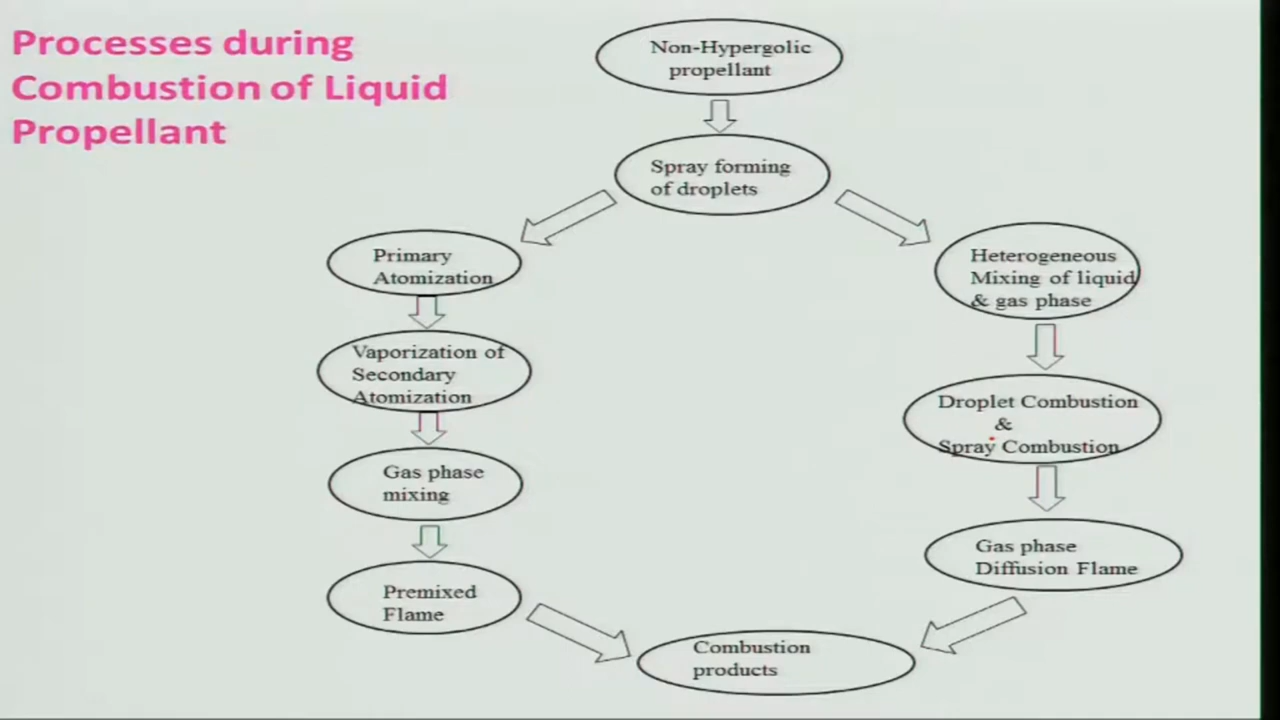 Processes during
Combustion of Liquid
Propellant
Non-Hypergolic
propellant
Spray forming
of droplets
Primary
Atomization
Vaporization of
Secondary
Atomization
Gas phase
mixing
Premixed
Flame
Heterogeneous
Mixing of liquid
& gas phase
Droplet Combustion
&
Spray Combustion
Gas phase
Diffusion Flame
Combustion
products